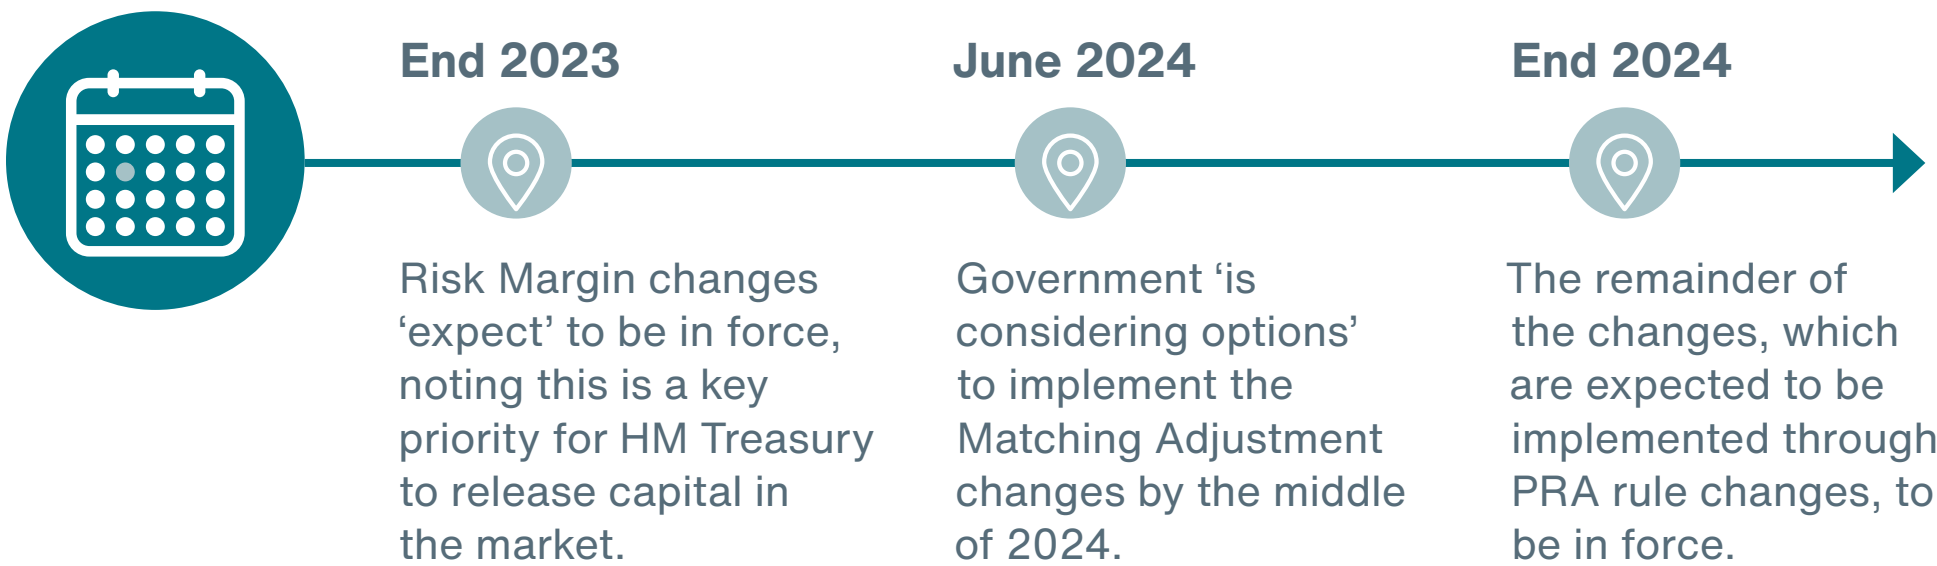 End 2023
Risk Margin changes
‘expect’ to be in force,
noting this is a key
priority for HM Treasury
to release capital in
the market.
June 2024
Government ‘is
considering options’
to implement the
Matching Adjustment
changes by the middle
of 2024.
End 2024
The remainder of
the changes, which
are expected to be
implemented through
PRA rule changes, to
be in force.